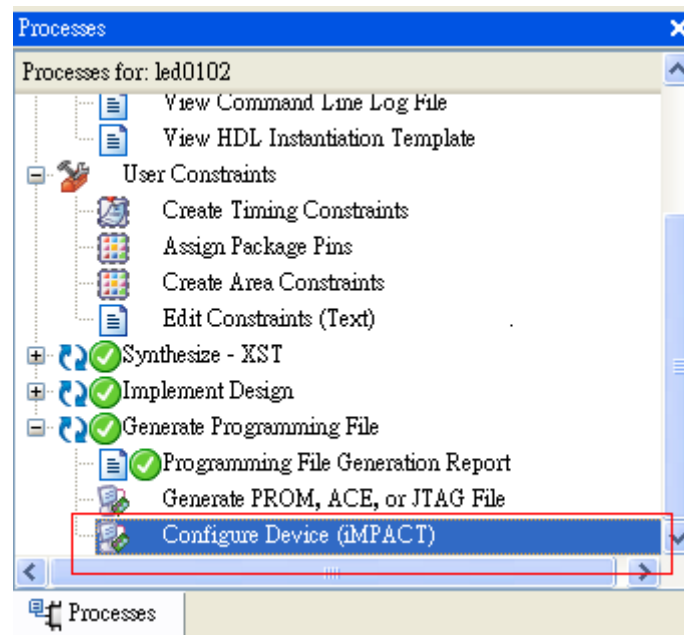 Processes
Processes for: led0102
View Command Line Log File
View HDL Instantiation Template
User Constraints
Create Timing Constraints
Assign Package Pins
Create Area Constraints
Edit Constraints (Text)
Synthesize - XST
Implement Design
Generate Programming File
Programming File Generation Report
Generate PROM, ACE, or JTAG File
Configure Device (iMPACT)
Processes